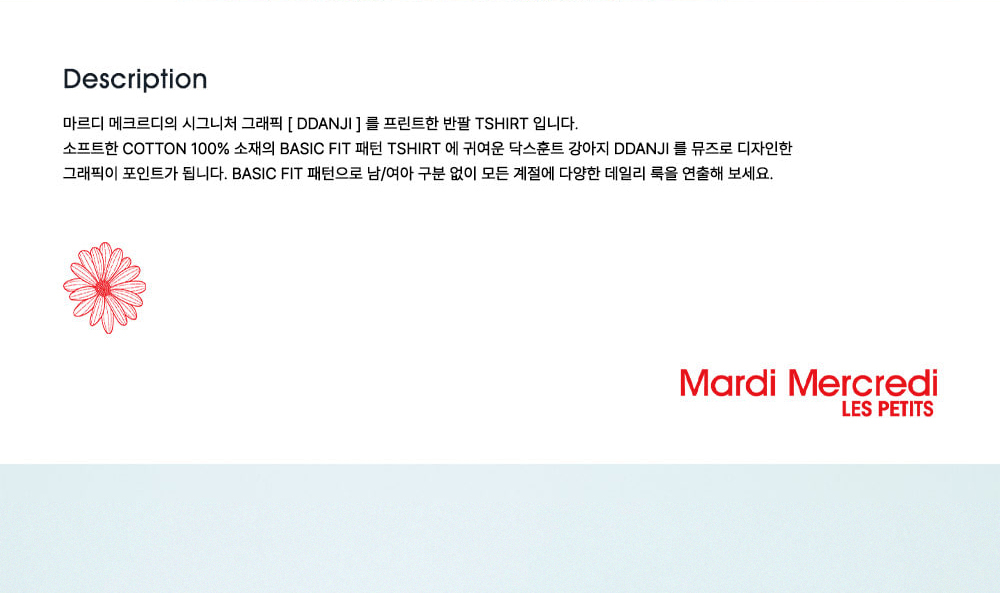 Description
마르디 메크르디의 시그니처 그래픽 [ DDANJI ] 를 프린트한 반팔 TSHIRT 입니다.
소프트한 COTTON 100% 소재의 BASIC FIT 패턴 TSHIRT 에 귀여운 닥스훈트 강아지 DDANJI 를 뮤즈로 디자인한
그래픽이 포인트가 됩니다. BASIC FIT 패턴으로 남/여아 구분 없이 모든 계절에 다양한 데일리 룩을 연출해 보세요.
Mardi Mercredi
LES PETITS